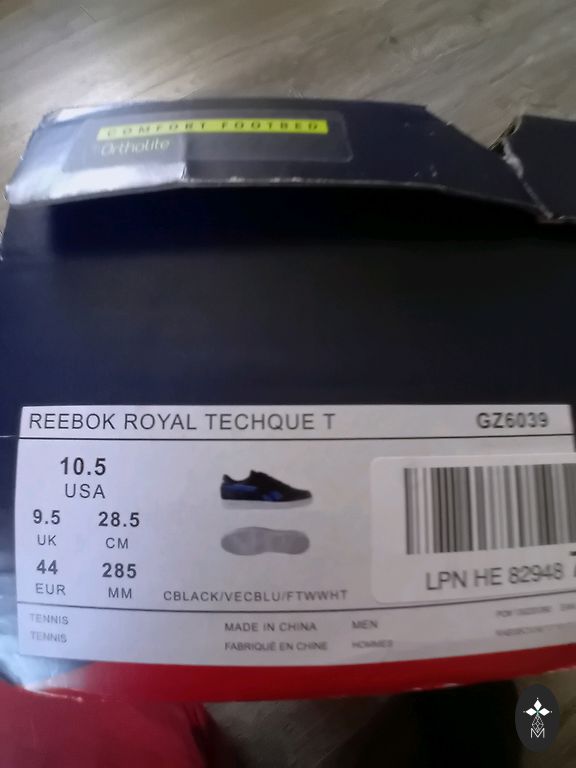 COMFORT FOOTBED
Ortholite
REEBOK ROYAL TECHQUE T GZ6039
10.5
USA
9.5 28.5
UK CM
44 285
EUR MM
CBLACK/VECBLU/FTWWHT
LPN HE 82948
TENNIS MADE IN CHINA MEN
TENNIS FABRIQUÉ EN CHINE HOMMES
M